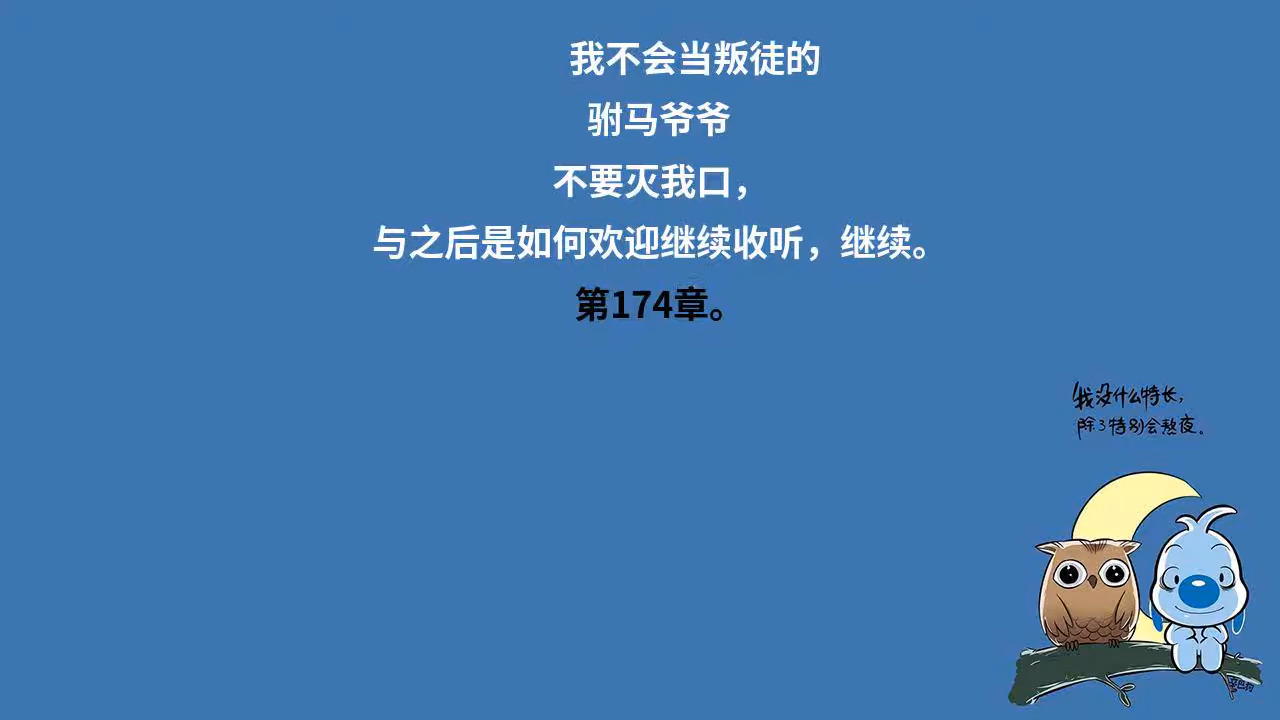 我不会当叛徒的
驸马爷爷
不要灭我口，
与之后是如何欢迎继续收听，继续。
第174章。
我没什么特长，
除了特别会熬夜。